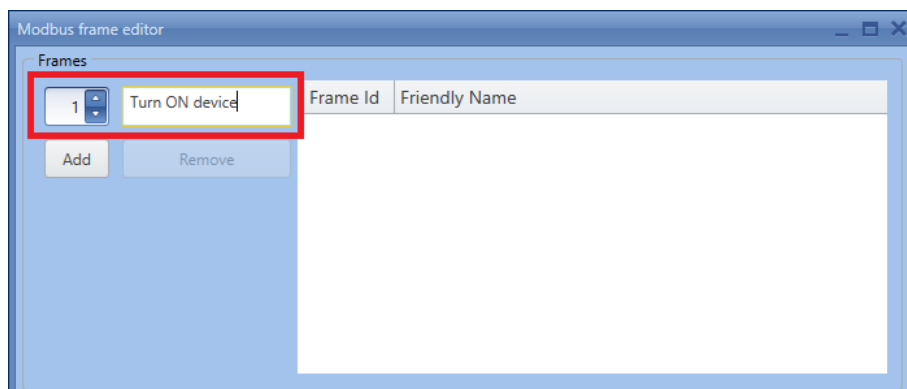 Modbus frame editor
Frames
1 Turn ON device Frame Id Friendly Name
Add Remove